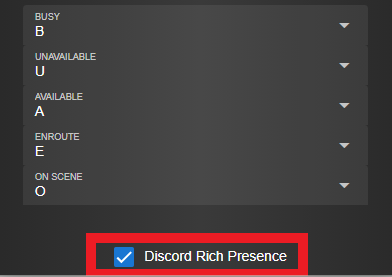 BUSY
B
UNAVAILABLE
U
AVAILABLE
A
ENROUTE
E
ON SCENE
O
Discord Rich Presence